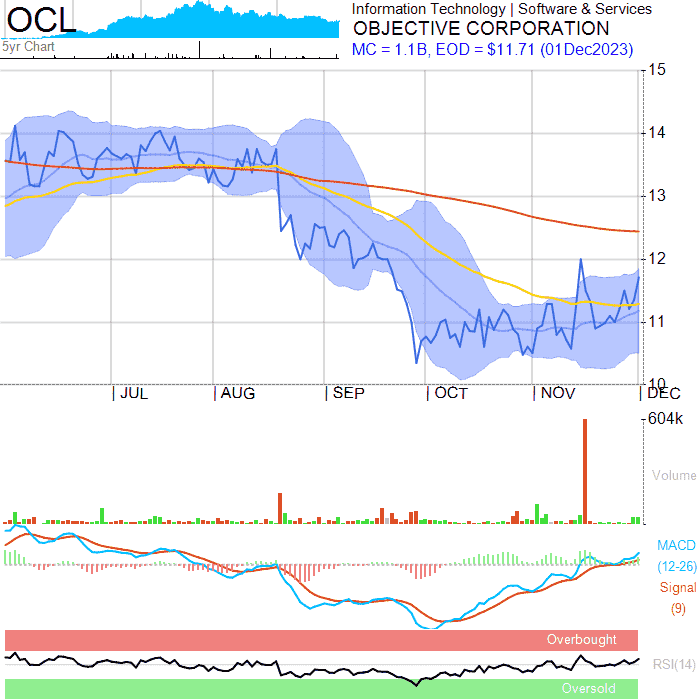 OCL
5yr Chart
Information Technology | Software & Services
OBJECTIVE CORPORATION
MC = 1.1B, EOD = $11.71 (01Dec2023)
15
14
13
12
11
10
JUL
AUG
SEP
OCT
NOV
DEC
604k
Volume
MACD
(12-26)
Signal
(9)
Overbought
RSI(14)
Oversold